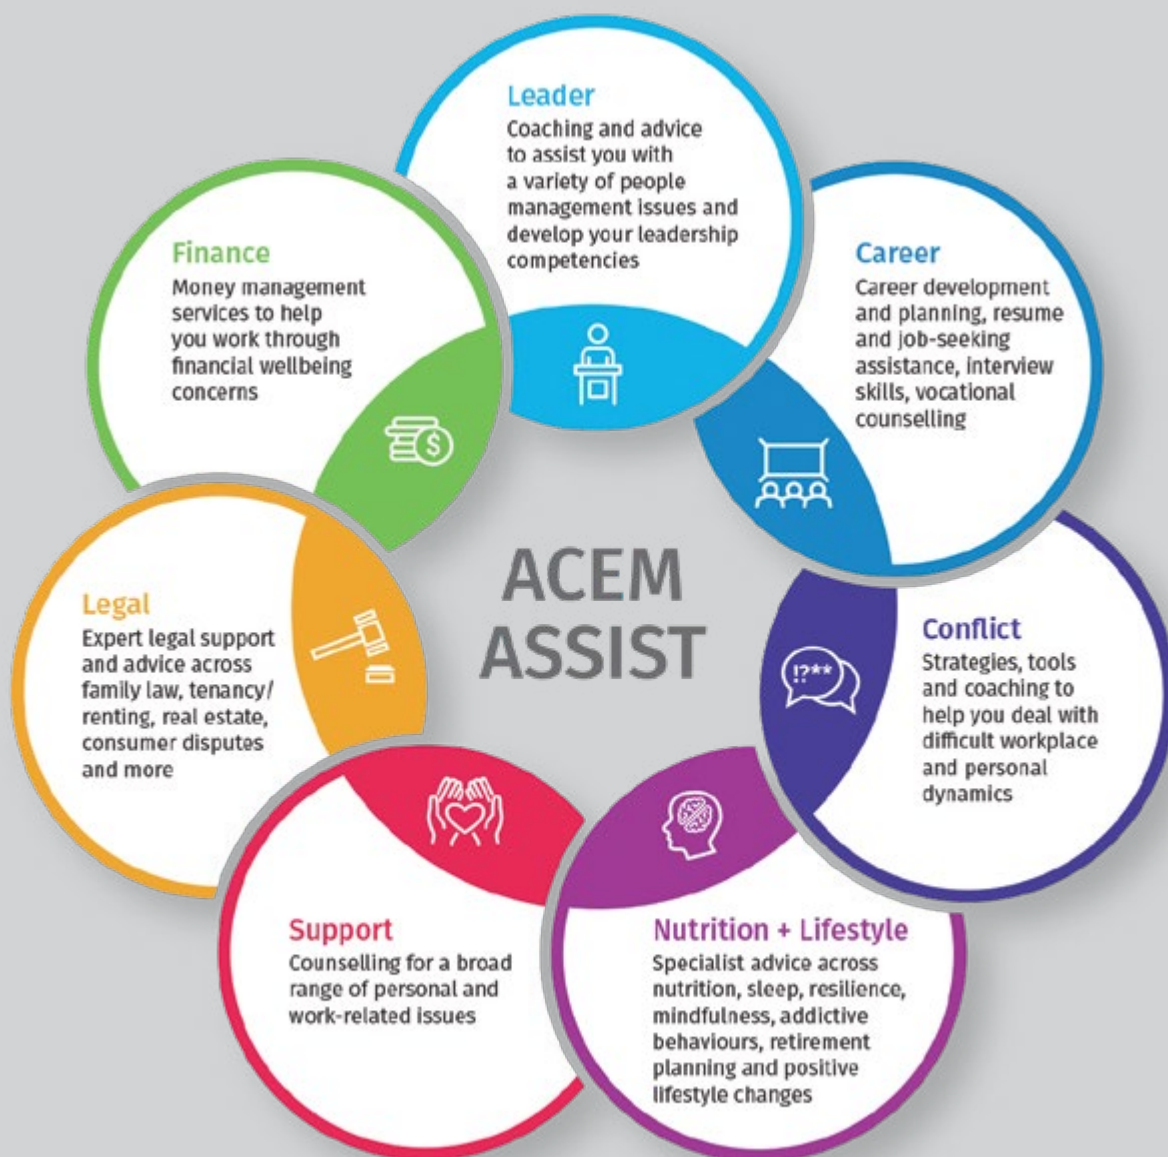 Leader
Coaching and advice
to assist you with
a variety of people
management issues and
develop your leadership
competencies
Finance
Money management
services to help
you work through
financial wellbeing
concerns
$
Career
Career development
and planning, resume
and job-seeking
assistance, interview
skills, vocational
counselling
ACEM
ASSIST
Legal
Expert legal support
and advice across
family law, tenancy/
renting, real estate,
consumer disputes
and more
Conflict
Strategies, tools
and coaching to
help you deal with
difficult workplace
and personal
dynamics
!?**
Support
Counselling for a broad
range of personal and
work-related issues
Nutrition + Lifestyle
Specialist advice across
nutrition, sleep, resilience,
mindfulness, addictive
behaviours, retirement
planning and positive
lifestyle changes